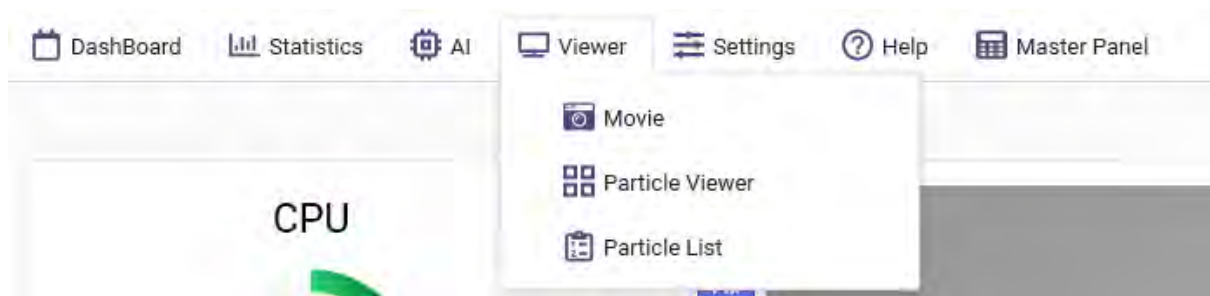 DashBoard Statistics AI Viewer Settings Help Master Panel
Movie
Particle Viewer
Particle List
CPU